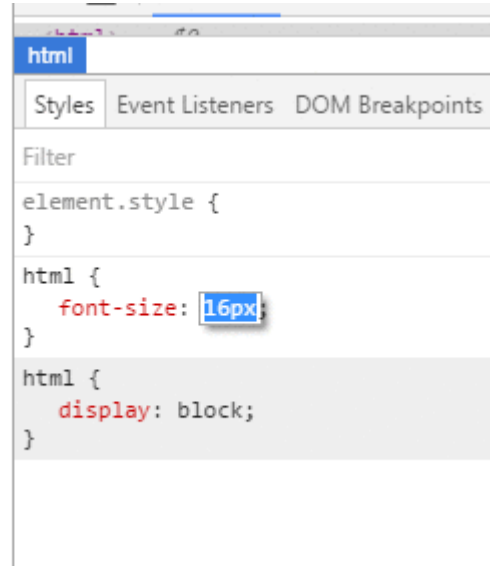 html
Styles Event Listeners DOM Breakpoints
Filter
element.style {
}
html {
font-size: 16px;
}
html {
display: block;
}